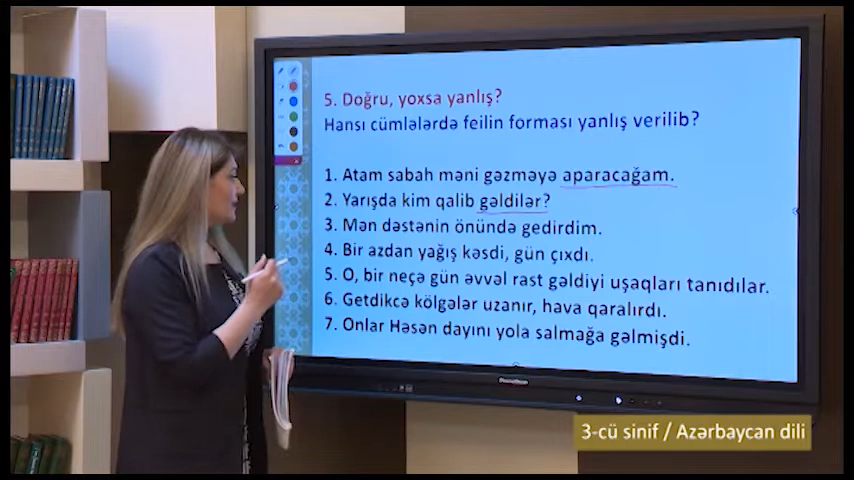 5. Doğru, yoxsa yanlış?
Hansı cümlələrdə feilin forması yanlış verilib?
1. Atam sabah məni gəzməyə aparacağam.
2. Yarışda kim qalib gəldilər?
3. Mən dəstənin önündə gedirdim.
4. Bir azdan yağış kəsdi, gün çıxdı.
5. O, bir neçə gün əvvəl rast gəldiyi uşaqları tanıdılar.
6. Getdikcə kölgələr uzanır, hava qaralırdı.
7. Onlar Həsən dayını yola salmağa gəlmişdi.
Promethean
3-cü sinif / Azərbaycan dili